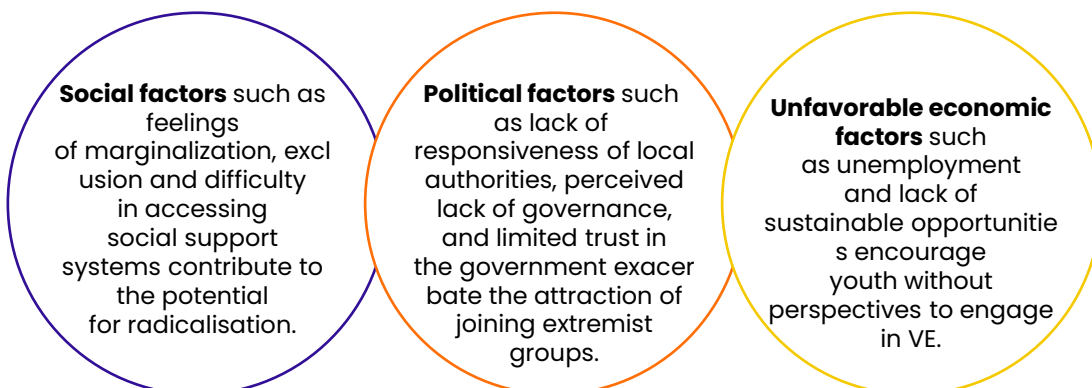 Social factors such as
feelings
of marginalization, excl
usion and difficulty
in accessing
social support
systems contribute to
the potential
for radicalisation.
Political factors such
as lack of
responsiveness of local
authorities, perceived
lack of governance,
and limited trust in
the government exacer
bate the attraction of
joining extremist
groups.
Unfavorable economic
factors such
as unemployment
and lack of
sustainable opportunitie
s encourage
youth without
perspectives to engage
in VE.